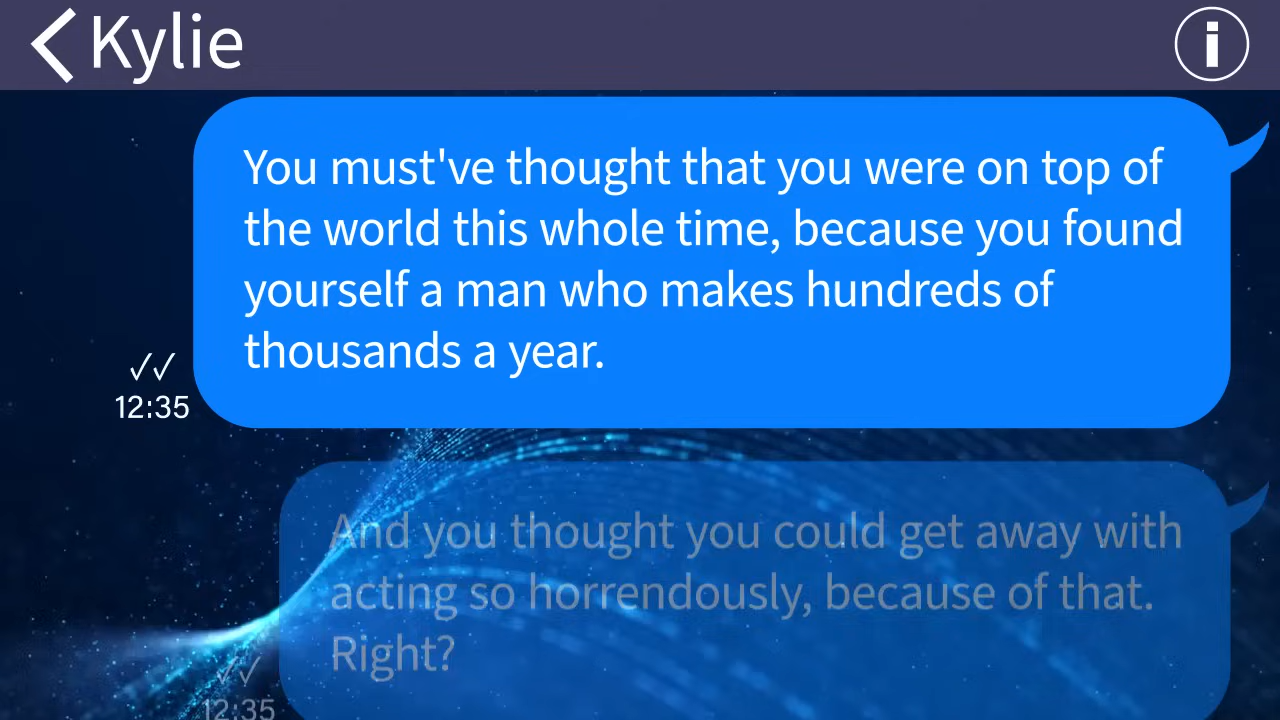 Kylie
You must've thought that you were on top of
the world this whole time, because you found
yourself a man who makes hundreds of
thousands a year.
✓✓
12:35
And you thought you could get away with
acting so horrendously, because of that.
Right?
✓✓
12:35